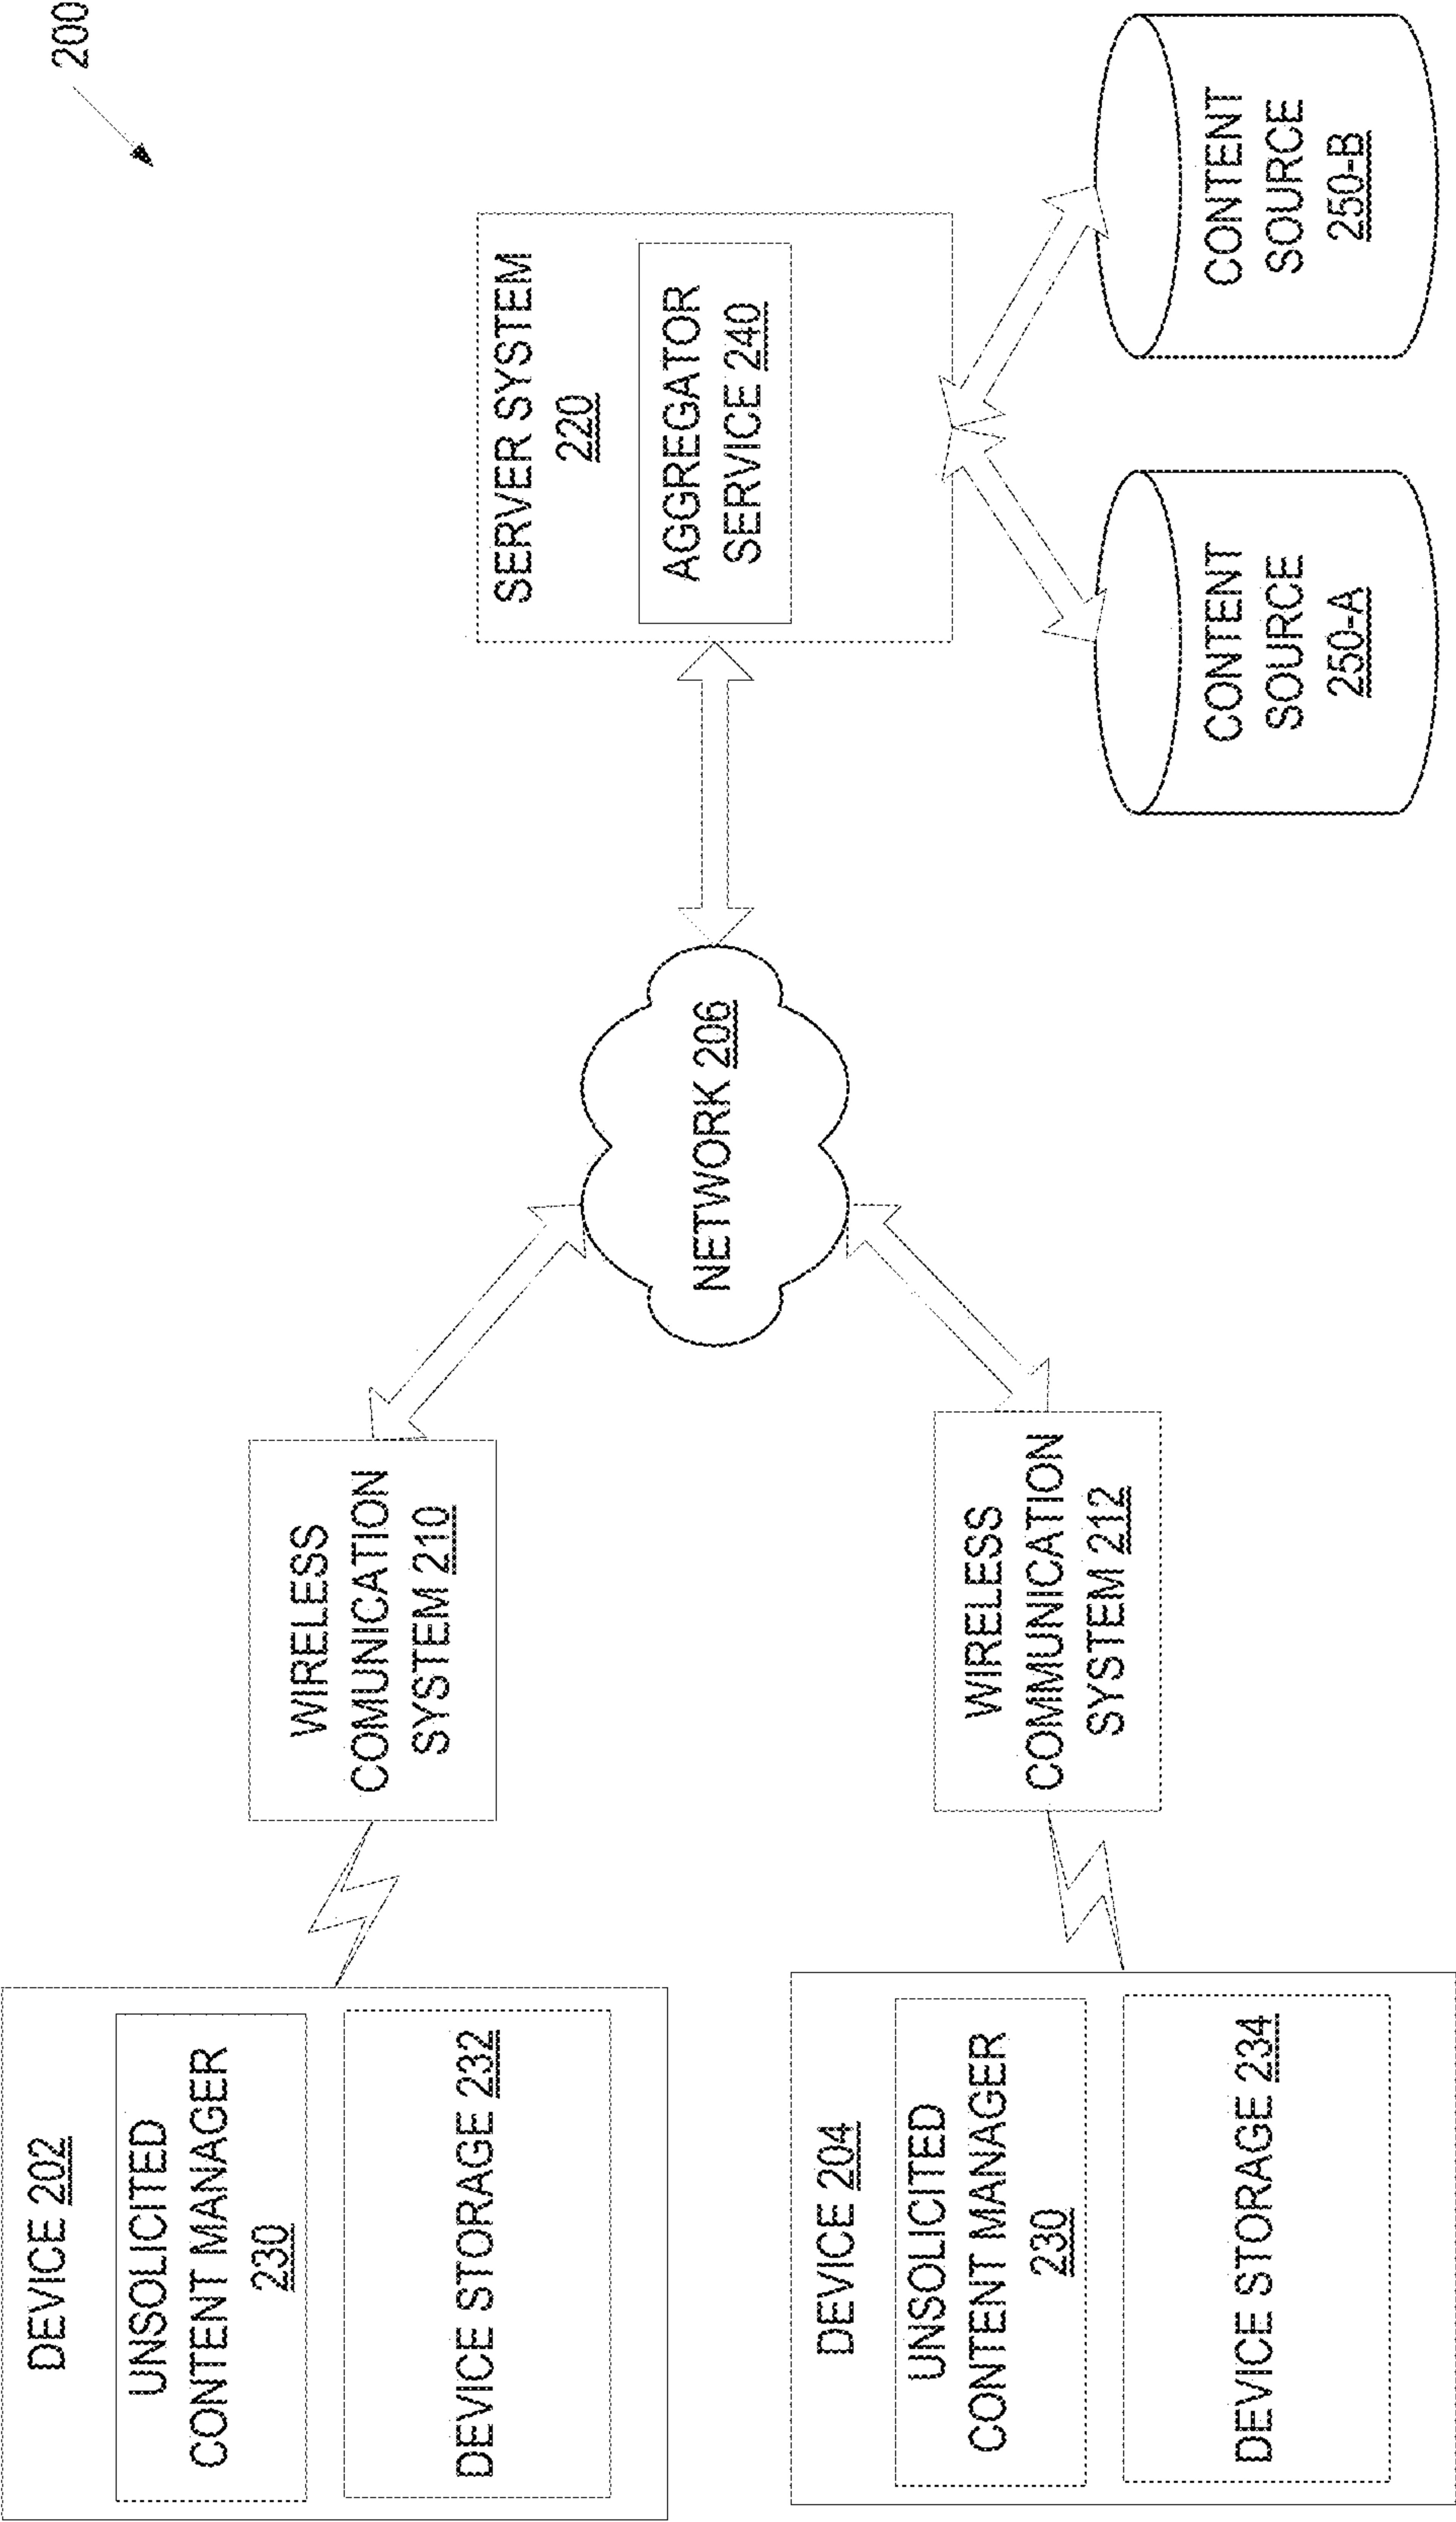 200
DEVICE 202
UNSOLICITED
CONTENT MANAGER
230
DEVICE STORAGE 232
WIRELESS
COMUNICATION
SYSTEM 210
NETWORK 206
SERVER SYSTEM
220
AGGREGATOR
SERVICE 240
DEVICE 204
UNSOLICITED
CONTENT MANAGER
230
DEVICE STORAGE 234
WIRELESS
COMMUNICATION
SYSTEM 212
CONTENT
SOURCE
250-A
CONTENT
SOURCE
250-B